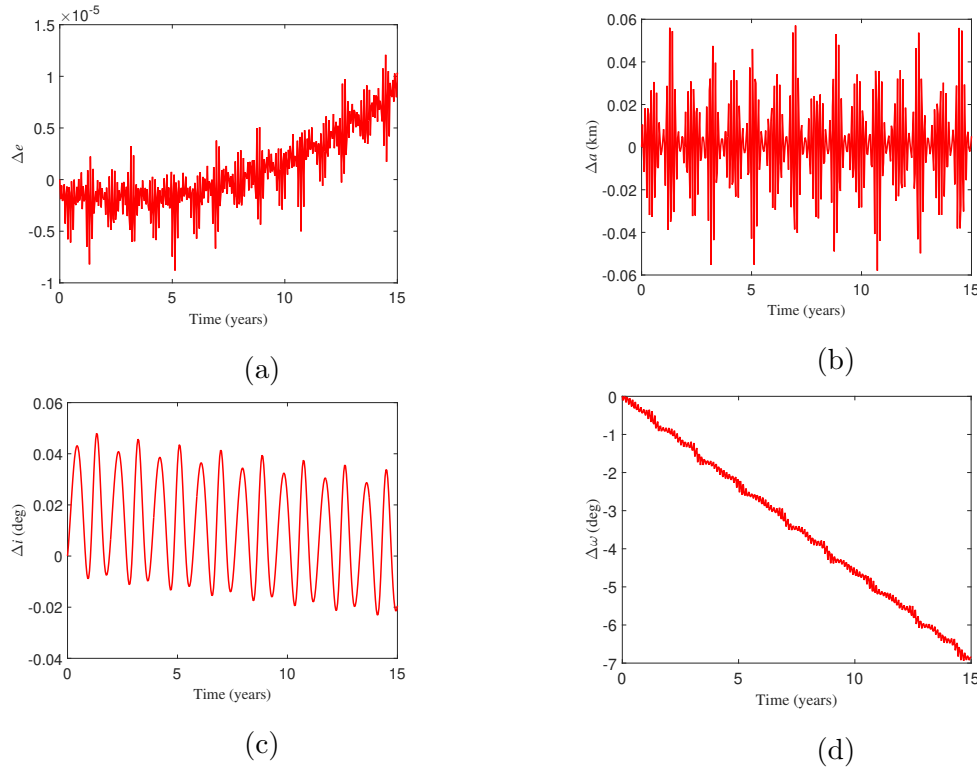 ×10⁻⁵
1.5
1
0.5
0
-0.5
-1
Δe
0 5 10 15
Time (years)
(a)
0.06
0.04
0.02
0
-0.02
-0.04
-0.06
Δa (km)
0 5 10 15
Time (years)
(b)
0.06
0.04
0.02
0
-0.02
-0.04
Δi (deg)
0 5 10 15
Time (years)
(c)
0
-1
-2
-3
-4
-5
-6
-7
Δω (deg)
0 5 10 15
Time (years)
(d)